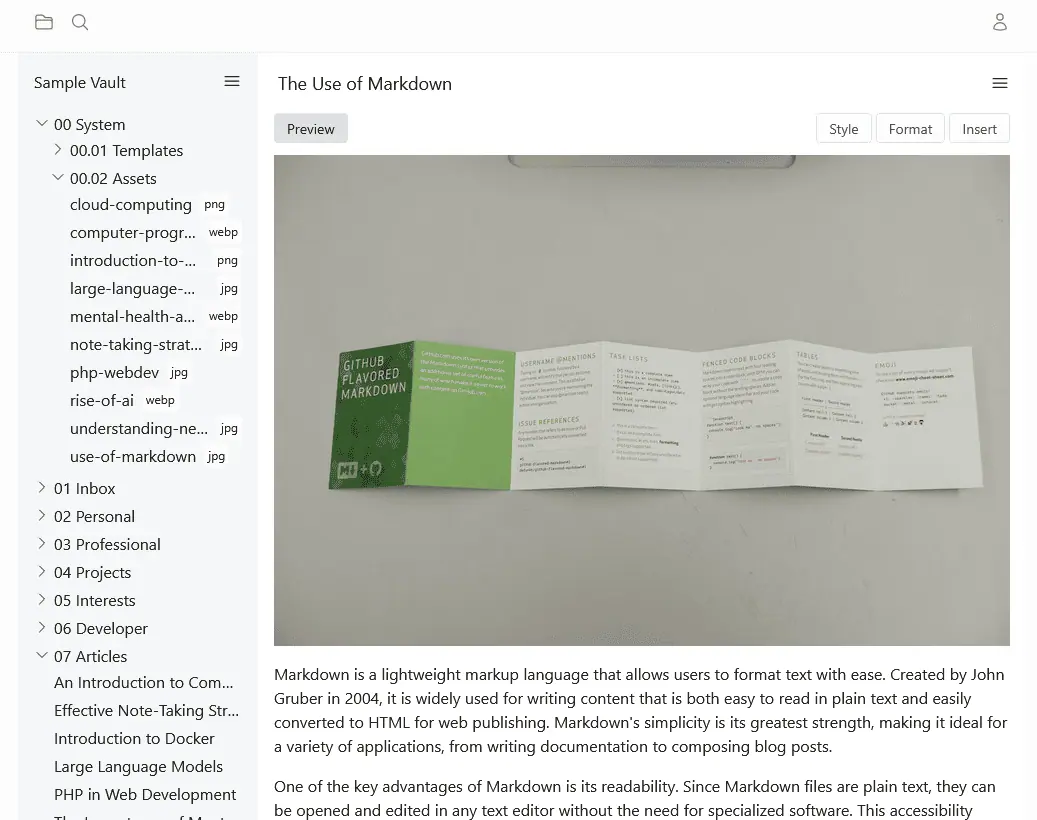 Sample Vault
00 System
00.01 Templates
00.02 Assets
cloud-computing png
computer-progr... webp
introduction-to-... png
large-language-... jpg
mental-health-a... webp
note-taking-strat... jpg
php-webdev jpg
rise-of-ai webp
understanding-ne... jpg
use-of-markdown jpg
01 Inbox
02 Personal
03 Professional
04 Projects
05 Interests
06 Developer
07 Articles
An Introduction to Com...
Effective Note-Taking Str...
Introduction to Docker
Large Language Models
PHP in Web Development
The Use of Markdown
Preview
Style Format Insert
GITHUB
FLAVORED
MARKDOWN
USERNAME @MENTIONS
ISSUE REFERENCES
TASK LISTS
FENCED CODE BLOCKS
TABLES
EMOJI
Markdown is a lightweight markup language that allows users to format text with ease. Created by John
Gruber in 2004, it is widely used for writing content that is both easy to read in plain text and easily
converted to HTML for web publishing. Markdown's simplicity is its greatest strength, making it ideal for
a variety of applications, from writing documentation to composing blog posts.
One of the key advantages of Markdown is its readability. Since Markdown files are plain text, they can
be opened and edited in any text editor without the need for specialized software. This accessibility